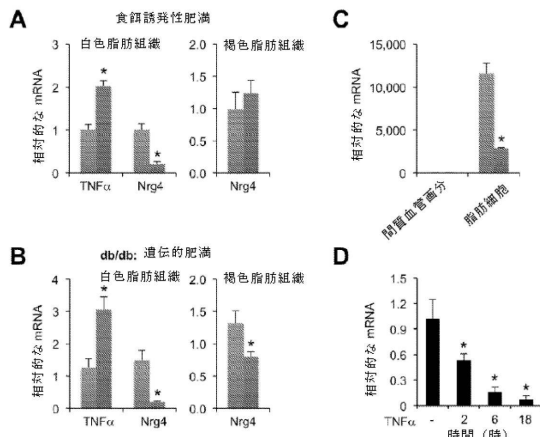 A
食餌誘発性肥満
白色脂肪組織
褐色脂肪組織
相対的な mRNA
3
2
1
0
*
*
TNFα
Nrg4
2.0
1.5
1.0
0.5
0.0
Nrg4
B
db/db: 遺伝的肥満
白色脂肪組織
褐色脂肪組織
相対的な mRNA
4
3
2
1
0
*
*
TNFα
Nrg4
2.0
1.5
1.0
0.5
0.0
*
Nrg4
C
相対的な mRNA
15,000
10,000
5,000
0
*
間質血管画分
脂肪細胞
D
相対的な mRNA
1.5
1.2
0.9
0.6
0.3
0
*
*
*
TNFα
-
2
6
18
時間(時)